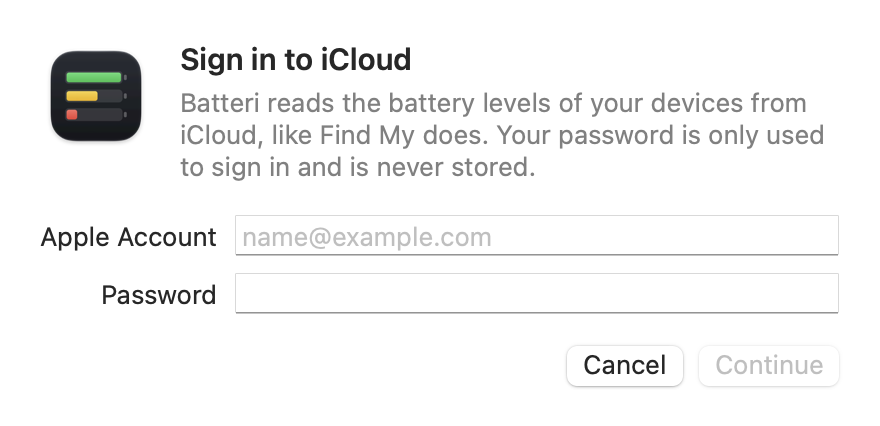 Sign in to iCloud
Batteri reads the battery levels of your devices from
iCloud, like Find My does. Your password is only used
to sign in and is never stored.
Apple Account name@example.com
Password
Cancel Continue